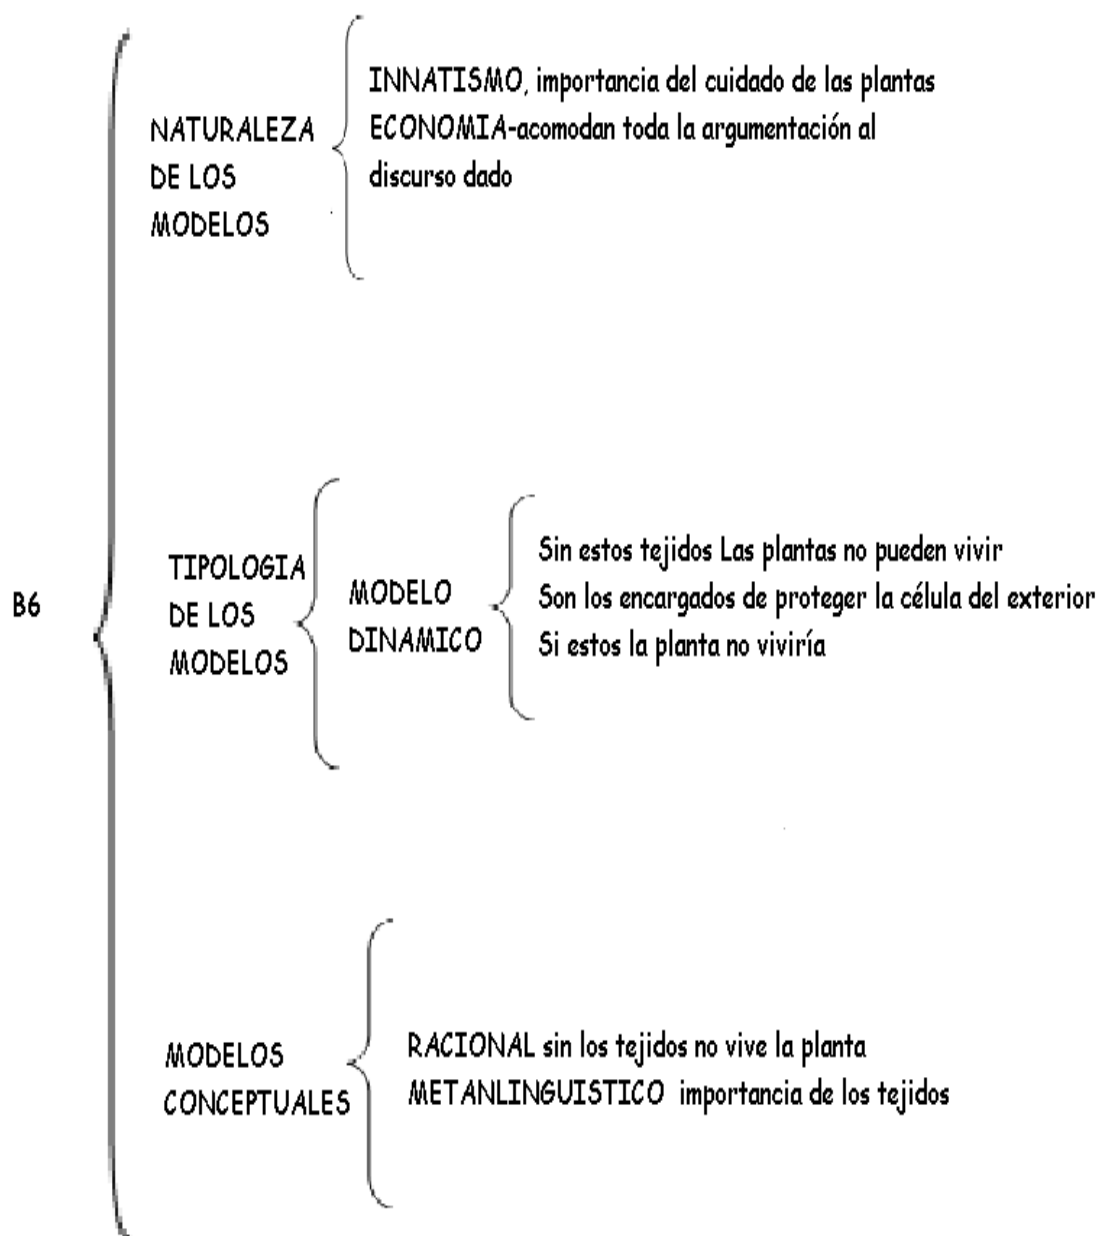 B6
NATURALEZA
DE LOS
MODELOS
INNATISMO, importancia del cuidado de las plantas
ECONOMIA-acomodan toda la argumentación al
discurso dado
TIPOLOGIA
DE LOS
MODELOS
MODELO
DINAMICO
Sin estos tejidos Las plantas no pueden vivir
Son los encargados de proteger la célula del exterior
Si estos la planta no viviría
MODELOS
CONCEPTUALES
RACIONAL sin los tejidos no vive la planta
METANLINGUISTICO importancia de los tejidos